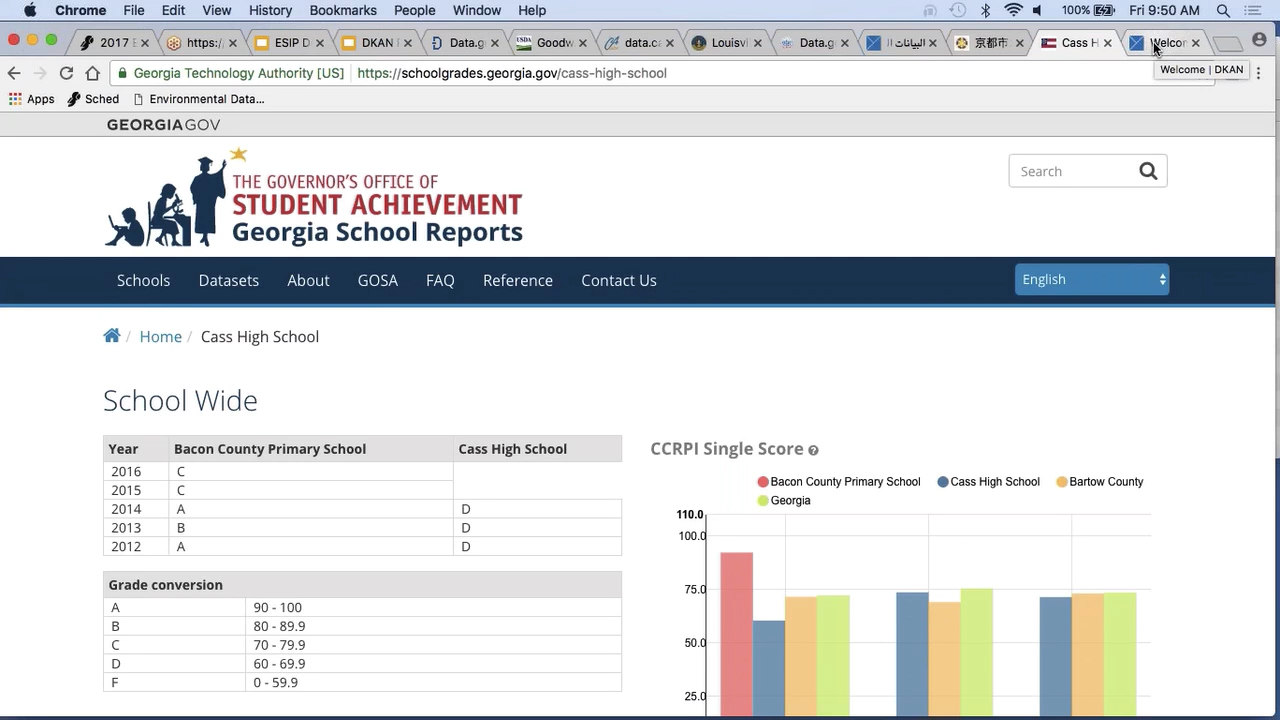 Chrome File Edit View History Bookmarks People Window Help 100% Fri 9:50 AM
2017 E https: ESIP D DKAN Data.g Goodw data.ca Louisvi Data.g البيانات ال 京都市 Cass H Welcor
Georgia Technology Authority [US] https://schoolgrades.georgia.gov/cass-high-school
Welcome | DKAN
Apps Sched Environmental Data...
GEORGIAGOV
THE GOVERNOR'S OFFICE OF
STUDENT ACHIEVEMENT
Georgia School Reports
Search
Schools Datasets About GOSA FAQ Reference Contact Us English
/ Home / Cass High School
School Wide
Year Bacon County Primary School Cass High School
2016 C
2015 C
2014 A D
2013 B D
2012 A D
Grade conversion
A 90 - 100
B 80 - 89.9
C 70 - 79.9
D 60 - 69.9
F 0 - 59.9
CCRPI Single Score
Bacon County Primary School Cass High School Bartow County
Georgia
110.0
100.0
75.0
50.0
25.0